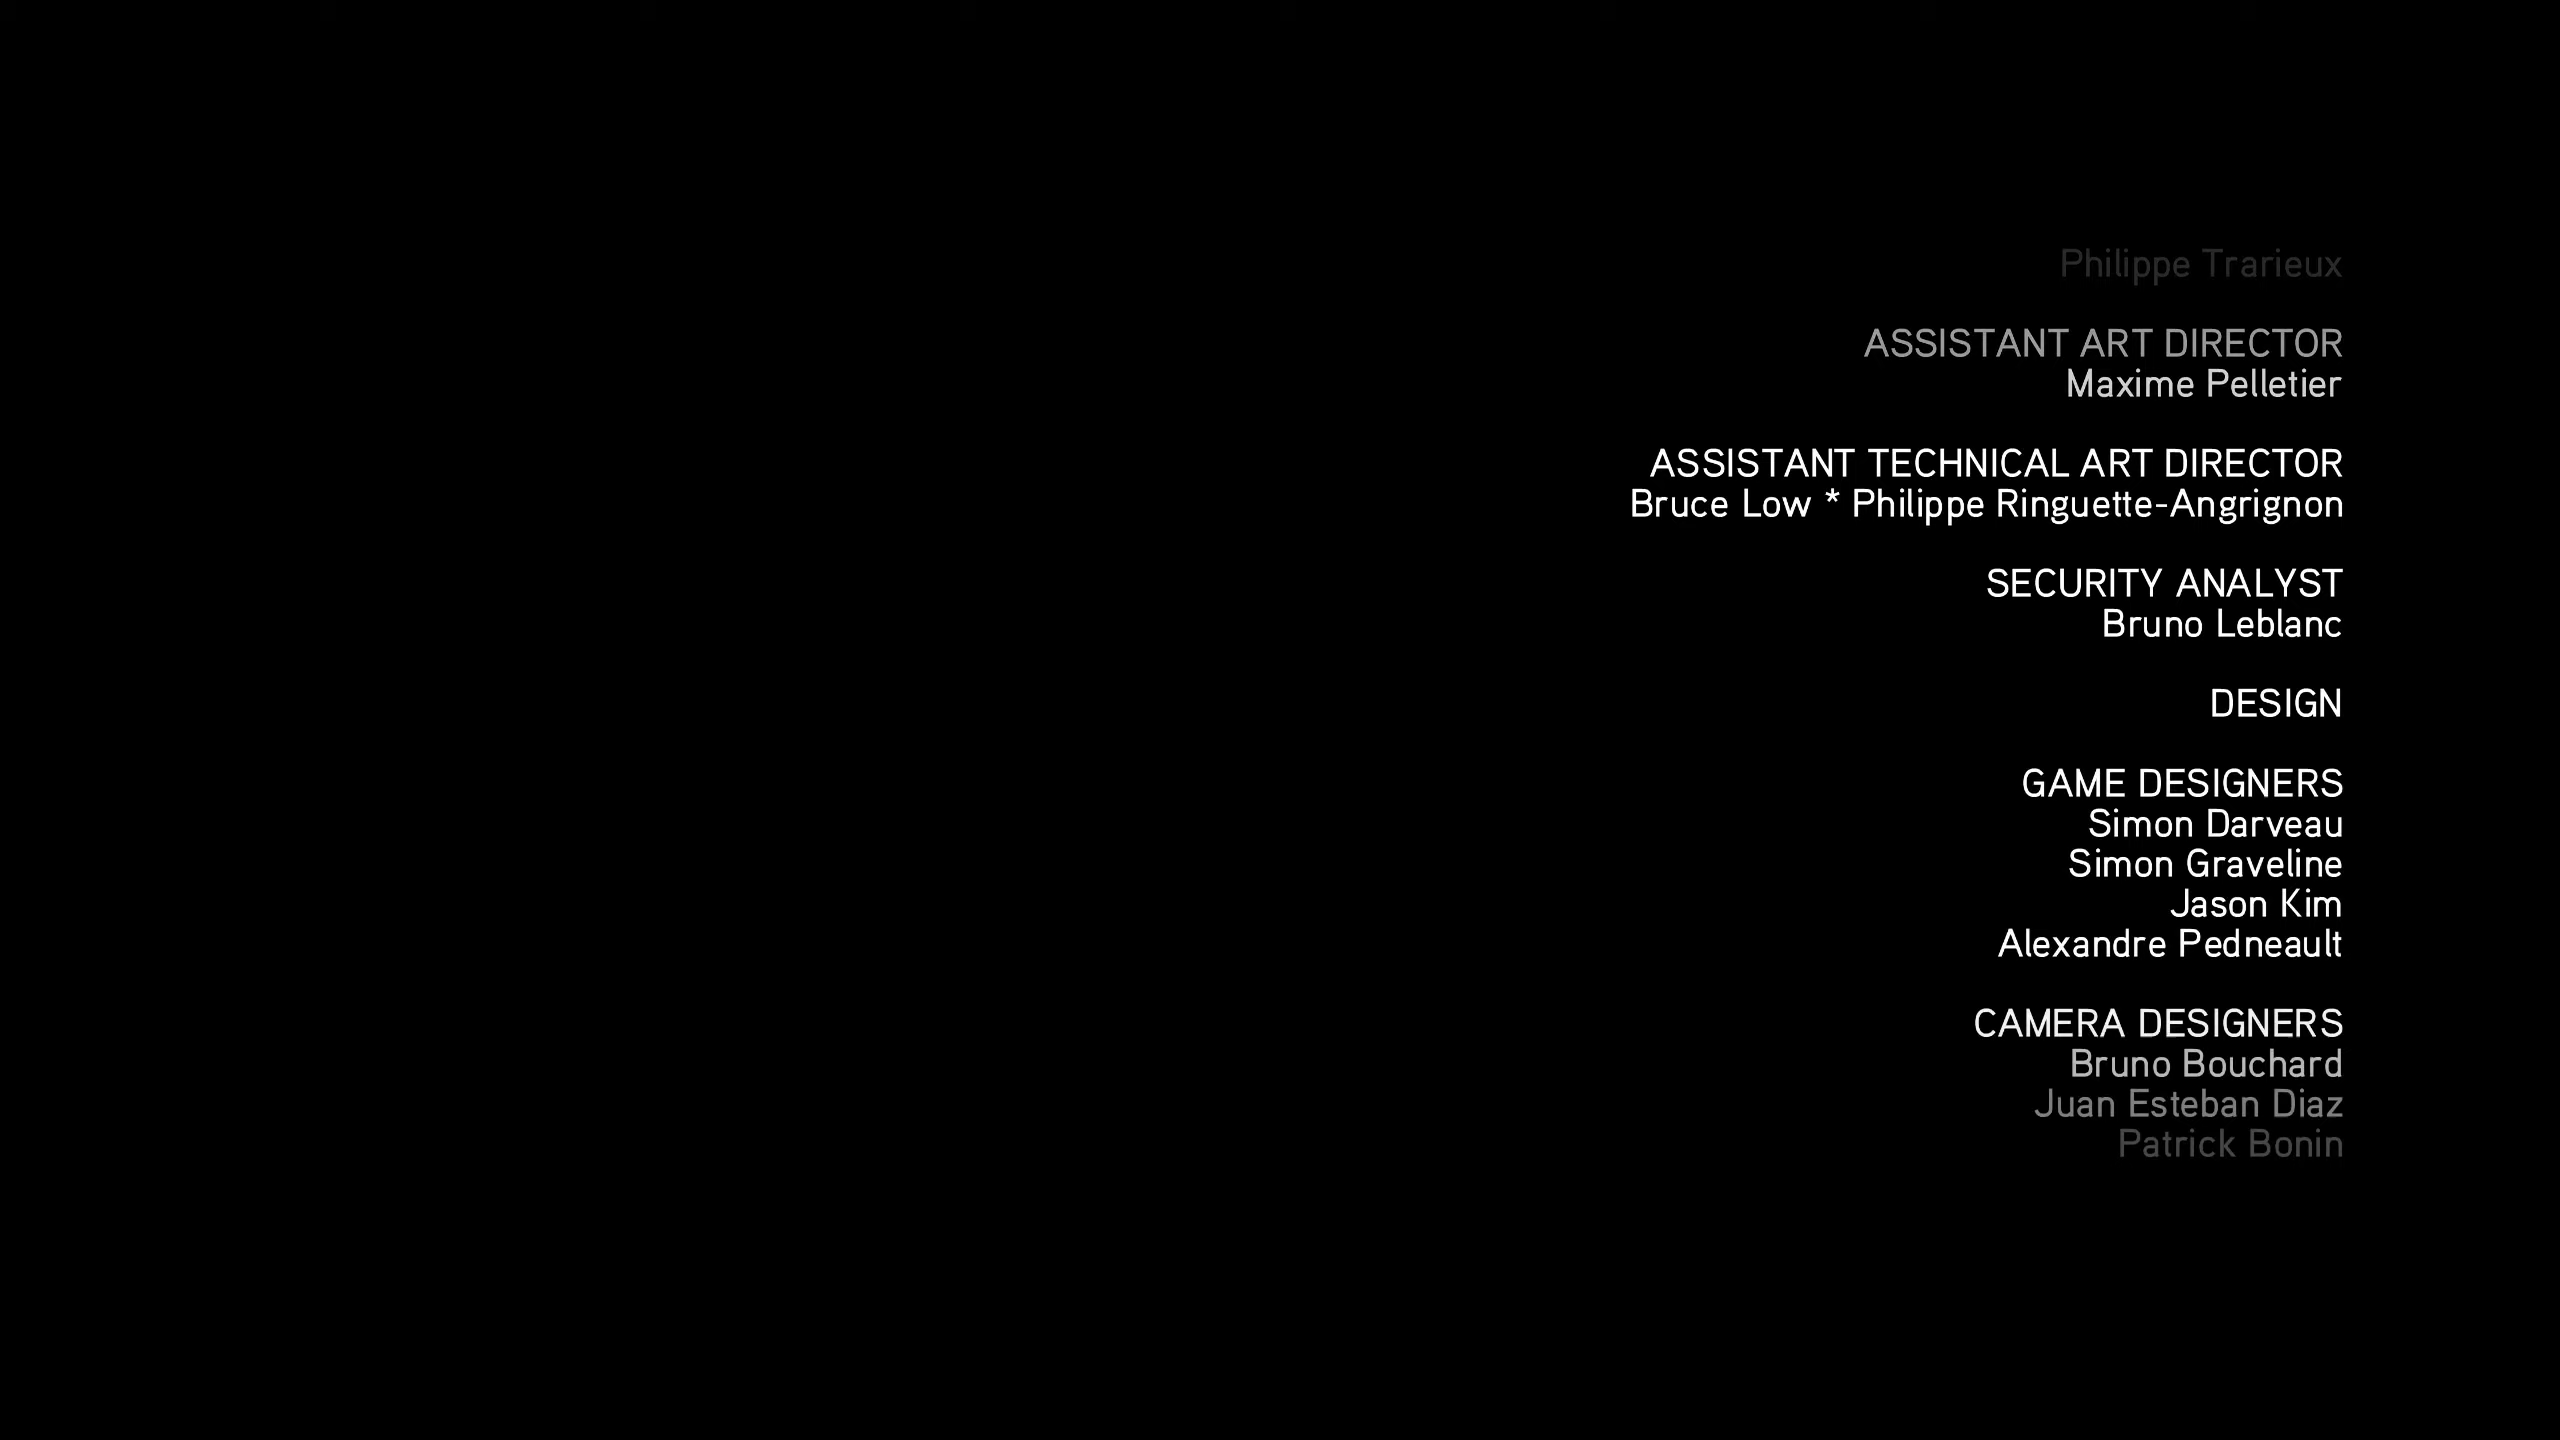 Philippe Trarieux
ASSISTANT ART DIRECTOR
Maxime Pelletier
ASSISTANT TECHNICAL ART DIRECTOR
Bruce Low * Philippe Ringuette-Angrignon
SECURITY ANALYST
Bruno Leblanc
DESIGN
GAME DESIGNERS
Simon Darveau
Simon Graveline
Jason Kim
Alexandre Pedneault
CAMERA DESIGNERS
Bruno Bouchard
Juan Esteban Diaz
Patrick Bonin